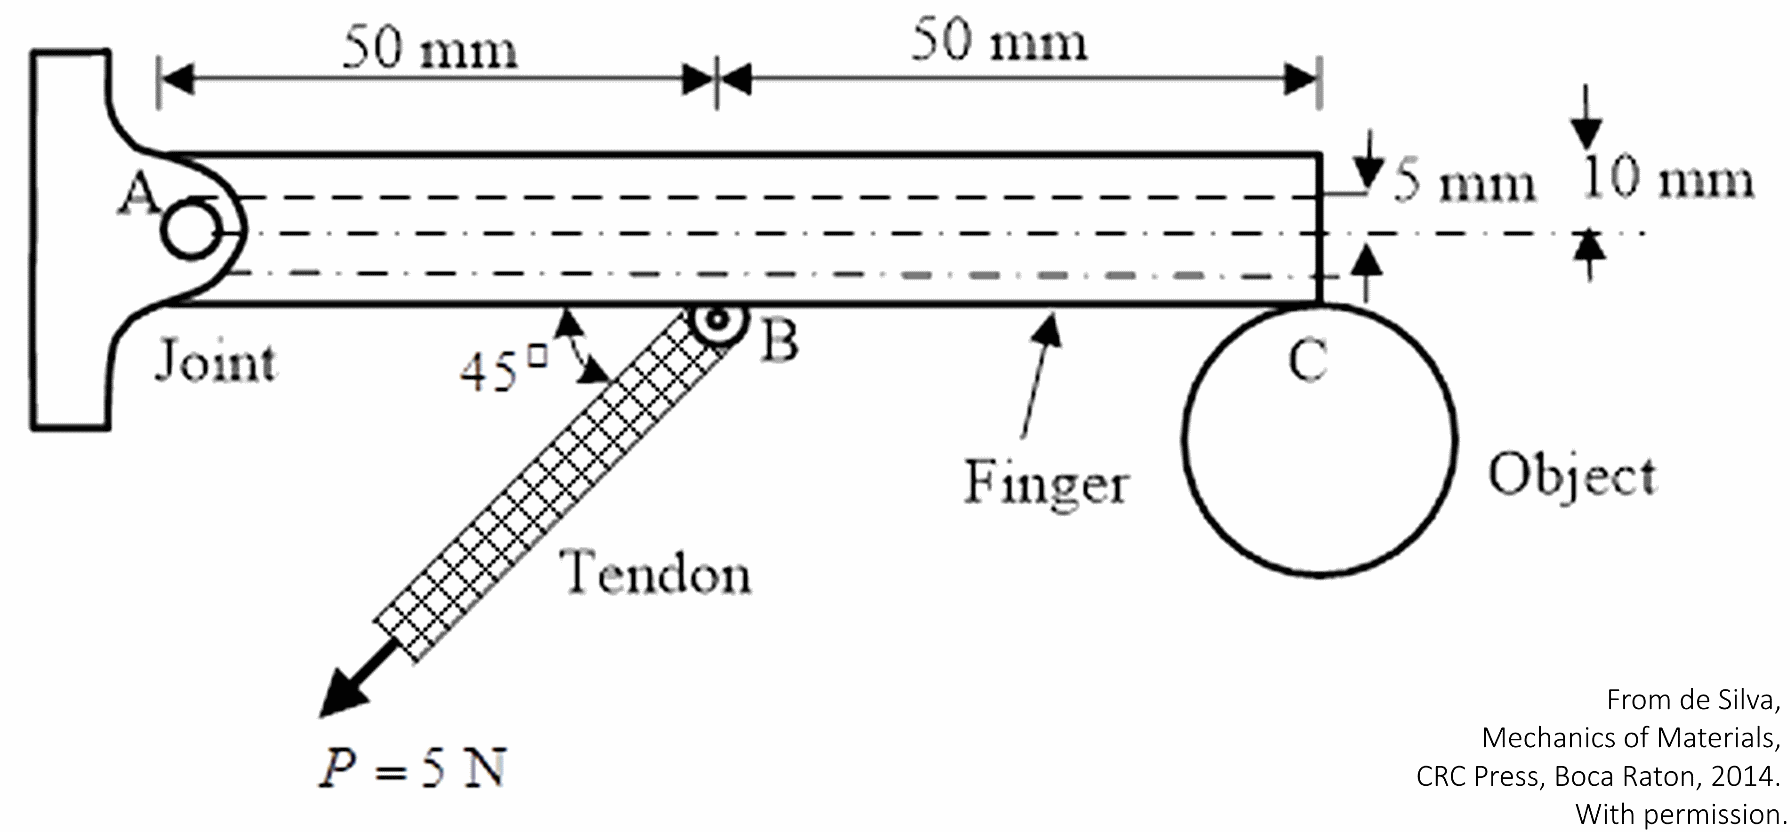 50 mm
50 mm
A
5 mm
10 mm
Joint
45□
B
C
Finger
Object
Tendon
P = 5 N
From de Silva,
Mechanics of Materials,
CRC Press, Boca Raton, 2014.
With permission.